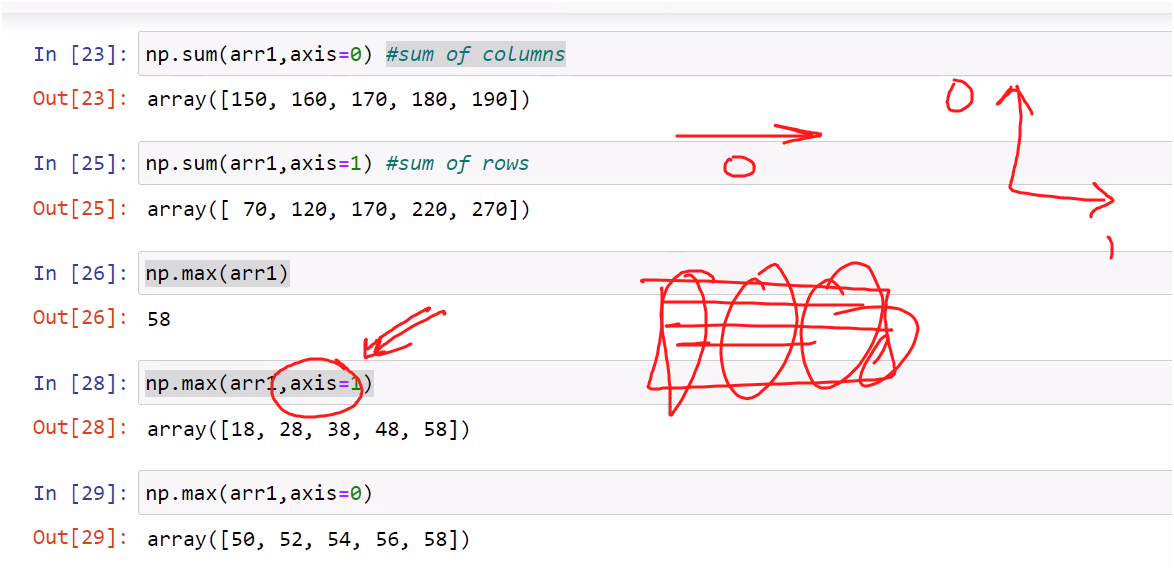 In [23]: np.sum(arr1,axis=0) #sum of columns
Out[23]: array([150, 160, 170, 180, 190])
0
In [25]: np.sum(arr1,axis=1) #sum of rows
0
Out[25]: array([ 70, 120, 170, 220, 270])
1
In [26]: np.max(arr1)
Out[26]: 58
In [28]: np.max(arr1,axis=1)
Out[28]: array([18, 28, 38, 48, 58])
In [29]: np.max(arr1,axis=0)
Out[29]: array([50, 52, 54, 56, 58])